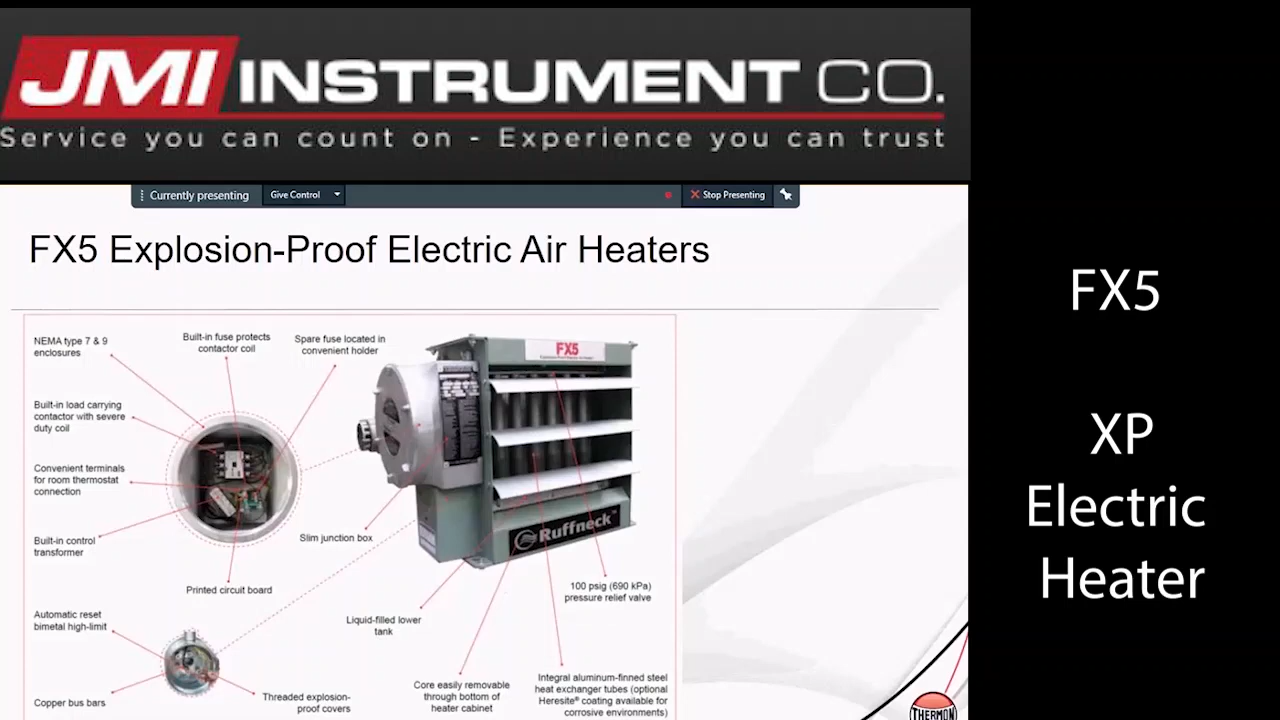 JMI INSTRUMENT CO.
Service you can count on - Experience you can trust
Currently presenting
Give Control
Stop Presenting
FX5 Explosion-Proof Electric Air Heaters
NEMA type 7 & 9
enclosures
Built-in fuse protects
contactor coil
Spare fuse located in
convenient holder
Built-in load carrying
contactor with severe
duty coil
Convenient terminals
for room thermostat
connection
Built-in control
transformer
Printed circuit board
Slim junction box
FX5
Ruffneck™
100 psig (690 kPa)
pressure relief valve
Liquid-filled lower
tank
Automatic reset
bimetal high-limit
Copper bus bars
Threaded explosion-
proof covers
Core easily removable
through bottom of
heater cabinet
Integral aluminum-finned steel
heat exchanger tubes (optional
Heresite® coating available for
corrosive environments)
THERMON
FX5
XP
Electric
Heater